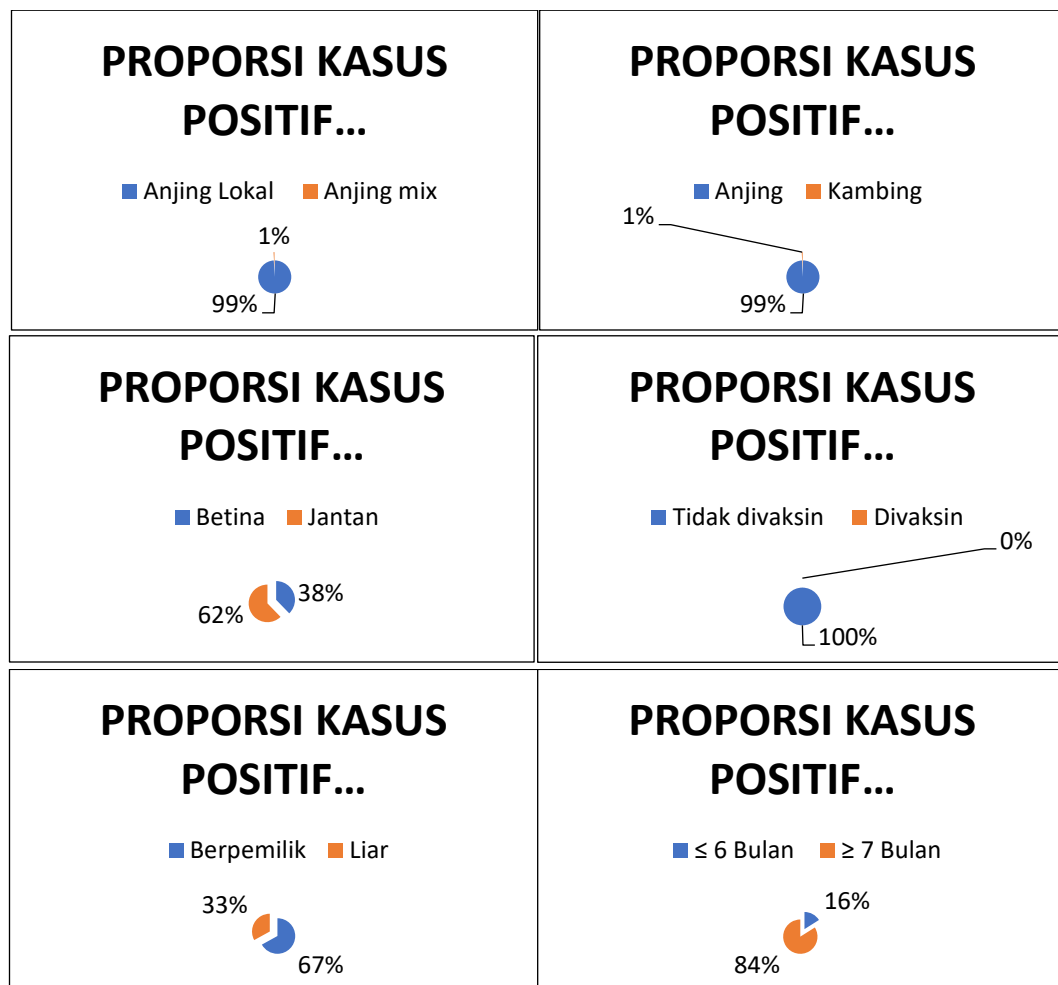 PROPORSI KASUS
POSITIF...
Anjing Lokal Anjing mix
1%
99%
PROPORSI KASUS
POSITIF...
Anjing Kambing
1%
99%
PROPORSI KASUS
POSITIF...
Betina Jantan
38%
62%
PROPORSI KASUS
POSITIF...
Tidak divaksin Divaksin
0%
100%
PROPORSI KASUS
POSITIF...
Berpemilik Liar
33%
67%
PROPORSI KASUS
POSITIF...
≤ 6 Bulan ≥ 7 Bulan
16%
84%